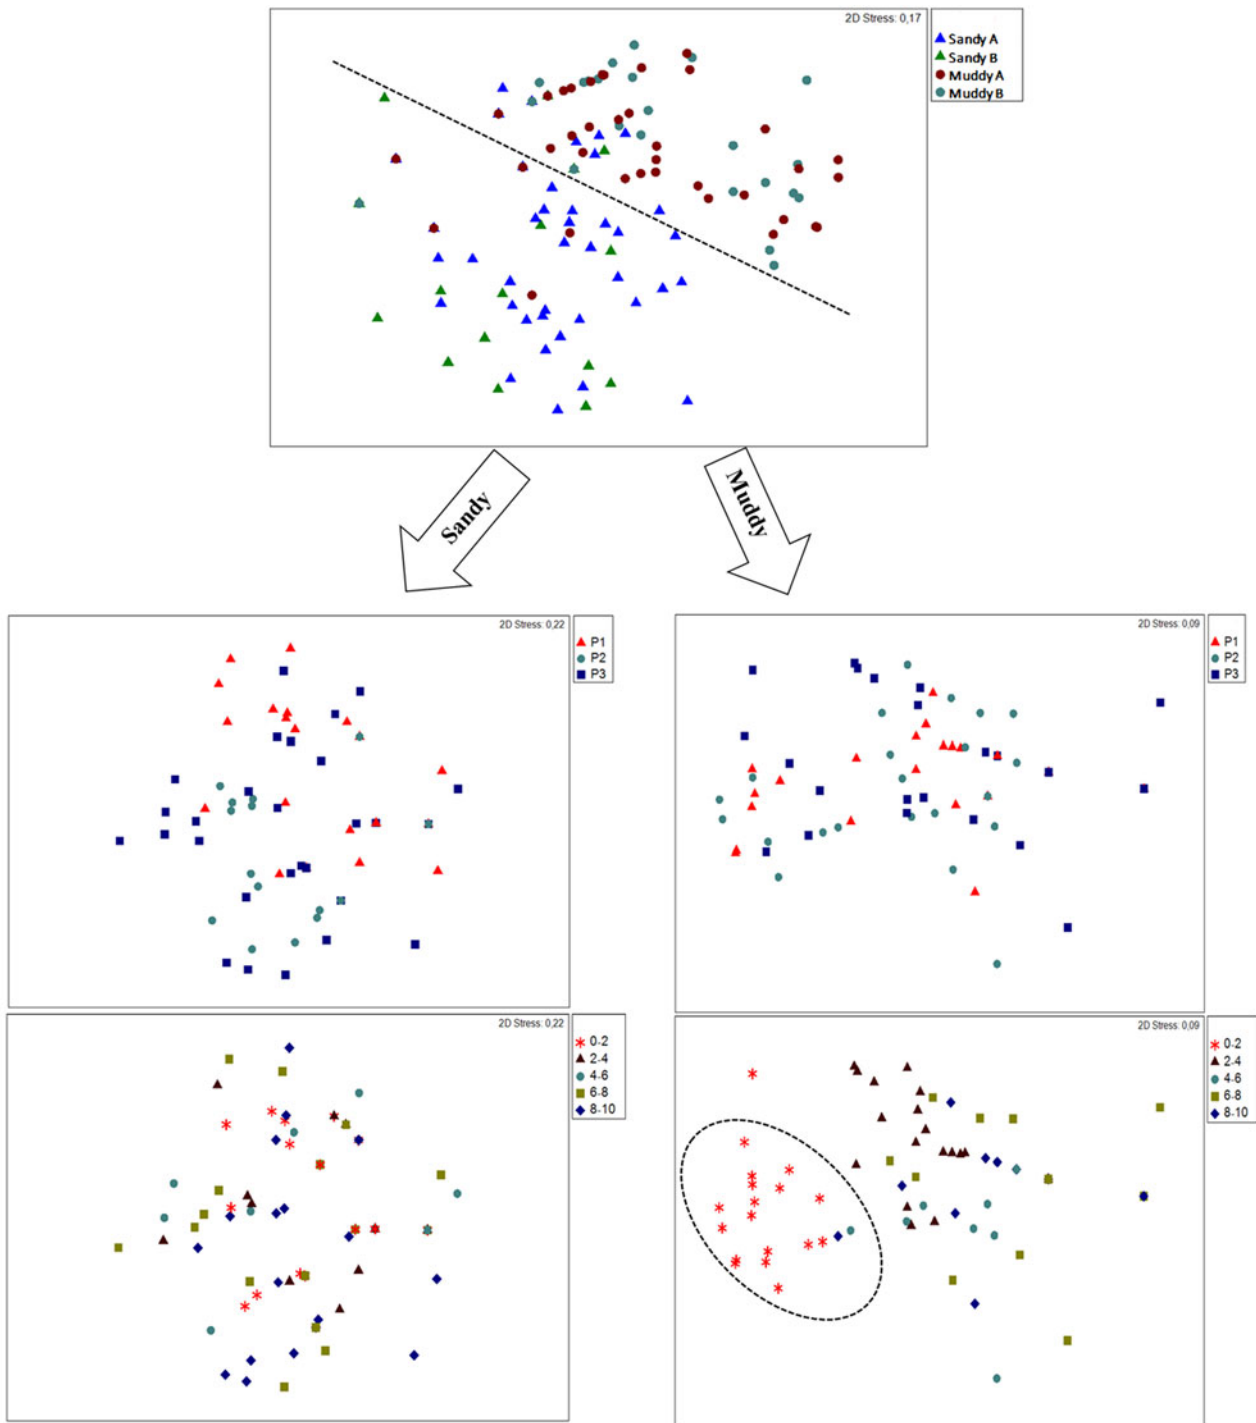 2D Stress: 0,17
Sandy A
Sandy B
Muddy A
Muddy B
Sandy
Muddy
2D Stress: 0,22
P1
P2
P3
2D Stress: 0,09
P1
P2
P3
2D Stress: 0,22
0-2
2-4
4-6
6-8
8-10
2D Stress: 0,09
0-2
2-4
4-6
6-8
8-10